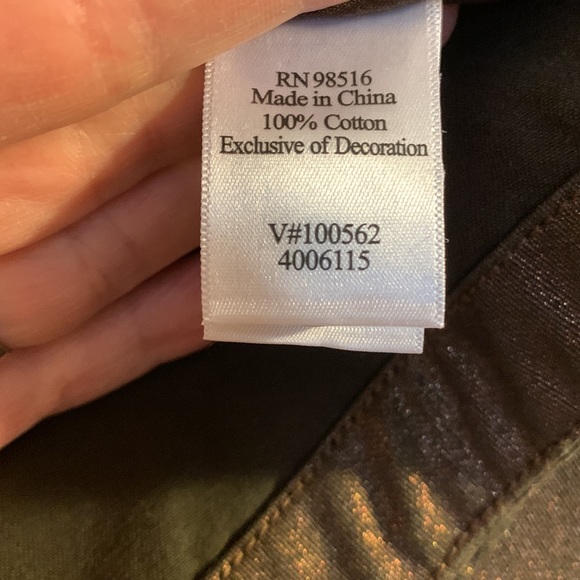 RN 98516
Made in China
100% Cotton
Exclusive of Decoration
V#100562
4006115